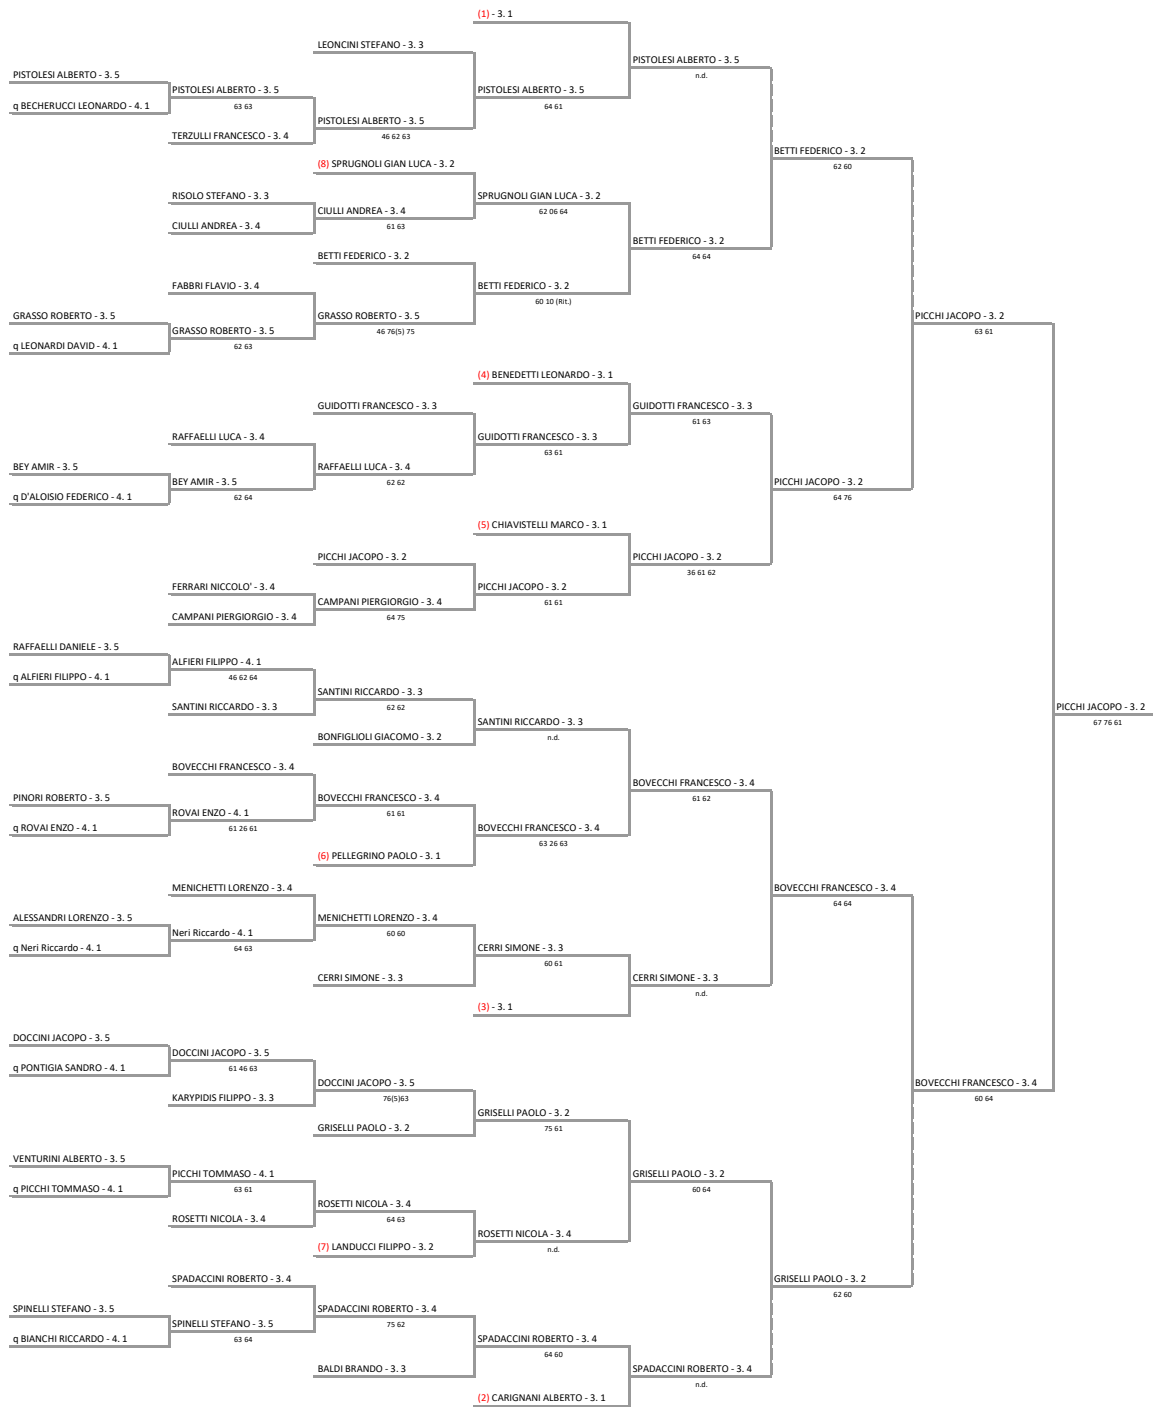 (1) - 3. 1
LEONCINI STEFANO - 3. 3
PISTOLESI ALBERTO - 3. 5
n.d.
PISTOLESI ALBERTO - 3. 5
PISTOLESI ALBERTO - 3. 5
63 63
PISTOLESI ALBERTO - 3. 5
64 61
q BECHERUCCI LEONARDO - 4. 1
PISTOLESI ALBERTO - 3. 5
46 62 63
TERZULLI FRANCESCO - 3. 4
BETTI FEDERICO - 3. 2
62 60
(8) SPRUGNOLI GIAN LUCA - 3. 2
RISOLO STEFANO - 3. 3
SPRUGNOLI GIAN LUCA - 3. 2
62 06 64
CIULLI ANDREA - 3. 4
61 63
CIULLI ANDREA - 3. 4
BETTI FEDERICO - 3. 2
64 64
BETTI FEDERICO - 3. 2
FABBRI FLAVIO - 3. 4
BETTI FEDERICO - 3. 2
60 10 (Rit.)
GRASSO ROBERTO - 3. 5
GRASSO ROBERTO - 3. 5
46 76(5) 75
PICCHI JACOPO - 3. 2
63 61
GRASSO ROBERTO - 3. 5
62 63
q LEONARDI DAVID - 4. 1
(4) BENEDETTI LEONARDO - 3. 1
GUIDOTTI FRANCESCO - 3. 3
GUIDOTTI FRANCESCO - 3. 3
61 63
RAFFAELLI LUCA - 3. 4
GUIDOTTI FRANCESCO - 3. 3
63 61
BEY AMIR - 3. 5
RAFFAELLI LUCA - 3. 4
62 62
BEY AMIR - 3. 5
62 64
PICCHI JACOPO - 3. 2
64 76
q D'ALOISIO FEDERICO - 4. 1
(5) CHIAVISTELLI MARCO - 3. 1
PICCHI JACOPO - 3. 2
PICCHI JACOPO - 3. 2
36 61 62
FERRARI NICCOLO' - 3. 4
PICCHI JACOPO - 3. 2
61 61
CAMPANI PIERGIORGIO - 3. 4
64 75
CAMPANI PIERGIORGIO - 3. 4
RAFFAELLI DANIELE - 3. 5
ALFIERI FILIPPO - 4. 1
46 62 64
q ALFIERI FILIPPO - 4. 1
SANTINI RICCARDO - 3. 3
62 62
SANTINI RICCARDO - 3. 3
PICCHI JACOPO - 3. 2
67 76 61
SANTINI RICCARDO - 3. 3
n.d.
BONFIGLIOLI GIACOMO - 3. 2
BOVECCHI FRANCESCO - 3. 4
BOVECCHI FRANCESCO - 3. 4
61 62
PINORI ROBERTO - 3. 5
BOVECCHI FRANCESCO - 3. 4
61 61
ROVAI ENZO - 4. 1
61 26 61
q ROVAI ENZO - 4. 1
BOVECCHI FRANCESCO - 3. 4
63 26 63
(6) PELLEGRINO PAOLO - 3. 1
MENICHETTI LORENZO - 3. 4
BOVECCHI FRANCESCO - 3. 4
64 64
ALESSANDRI LORENZO - 3. 5
MENICHETTI LORENZO - 3. 4
60 60
Neri Riccardo - 4. 1
64 63
q Neri Riccardo - 4. 1
CERRI SIMONE - 3. 3
60 61
CERRI SIMONE - 3. 3
CERRI SIMONE - 3. 3
n.d.
(3) - 3. 1
DOCCINI JACOPO - 3. 5
DOCCINI JACOPO - 3. 5
61 46 63
q PONTIGIA SANDRO - 4. 1
DOCCINI JACOPO - 3. 5
76(5)63
BOVECCHI FRANCESCO - 3. 4
60 64
KARYPIDIS FILIPPO - 3. 3
GRISELLI PAOLO - 3. 2
75 61
GRISELLI PAOLO - 3. 2
VENTURINI ALBERTO - 3. 5
PICCHI TOMMASO - 4. 1
63 61
GRISELLI PAOLO - 3. 2
60 64
q PICCHI TOMMASO - 4. 1
ROSETTI NICOLA - 3. 4
64 63
ROSETTI NICOLA - 3. 4
ROSETTI NICOLA - 3. 4
n.d.
(7) LANDUCCI FILIPPO - 3. 2
SPADACCINI ROBERTO - 3. 4
GRISELLI PAOLO - 3. 2
62 60
SPINELLI STEFANO - 3. 5
SPADACCINI ROBERTO - 3. 4
75 62
SPINELLI STEFANO - 3. 5
63 64
q BIANCHI RICCARDO - 4. 1
SPADACCINI ROBERTO - 3. 4
64 60
BALDI BRANDO - 3. 3
SPADACCINI ROBERTO - 3. 4
n.d.
(2) CARIGNANI ALBERTO - 3. 1